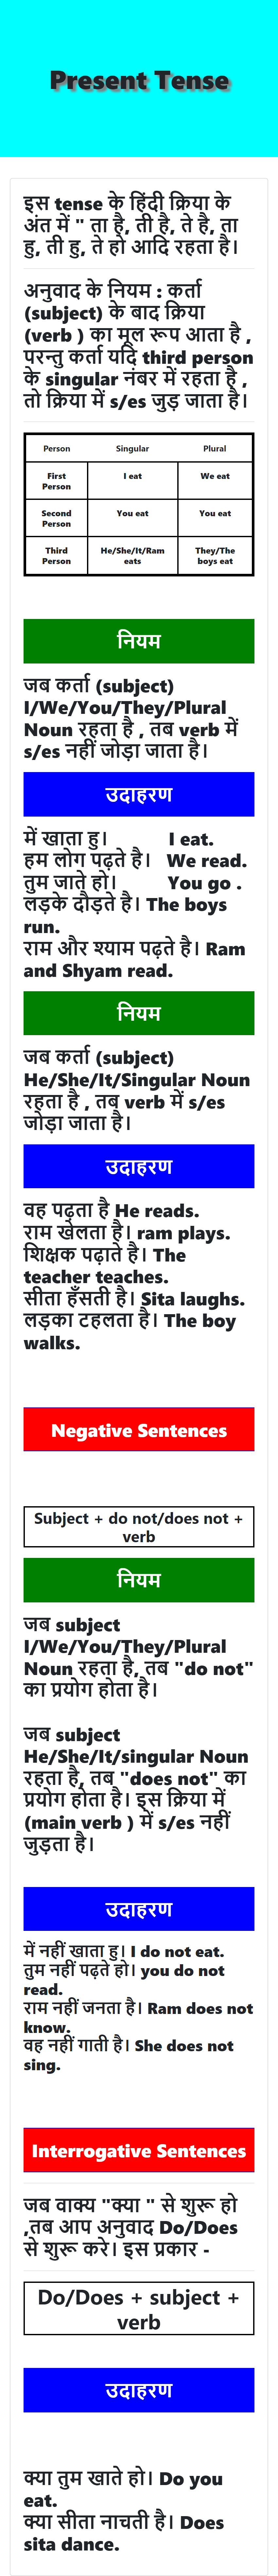 Present Tense
इस tense के हिंदी क्रिया के
अंत में " ता है, ती है, ते है, ता
हु, ती हु, ते हो आदि रहता है।
अनुवाद के नियम : कर्ता
(subject) के बाद क्रिया
(verb ) का मूल रूप आता है ,
परन्तु कर्ता यदि third person
के singular नंबर में रहता है ,
तो क्रिया में s/es जुड़ जाता है।
Person Singular Plural
First Person I eat We eat
Second Person You eat You eat
Third Person He/She/It/Ram eats They/The boys eat
नियम
जब कर्ता (subject)
I/We/You/They/Plural
Noun रहता है , तब verb में
s/es नहीं जोड़ा जाता है।
उदाहरण
में खाता हु। I eat.
हम लोग पढ़ते है। We read.
तुम जाते हो। You go .
लड़के दौड़ते है। The boys
run.
राम और श्याम पढ़ते है। Ram
and Shyam read.
नियम
जब कर्ता (subject)
He/She/It/Singular Noun
रहता है , तब verb में s/es
जोड़ा जाता है।
उदाहरण
वह पढ़ता है He reads.
राम खेलता है। ram plays.
शिक्षक पढ़ाते है। The
teacher teaches.
सीता हँसती है। Sita laughs.
लड़का टहलता है। The boy
walks.
Negative Sentences
Subject + do not/does not +
verb
नियम
जब subject
I/We/You/They/Plural
Noun रहता है, तब "do not"
का प्रयोग होता है।
जब subject
He/She/It/singular Noun
रहता है, तब "does not" का
प्रयोग होता है। इस क्रिया में
(main verb ) में s/es नहीं
जुड़ता है।
उदाहरण
में नहीं खाता हु। I do not eat.
तुम नहीं पढ़ते हो। you do not
read.
राम नहीं जनता है। Ram does not
know.
वह नहीं गाती है। She does not
sing.
Interrogative Sentences
जब वाक्य "क्या " से शुरू हो
,तब आप अनुवाद Do/Does
से शुरू करे। इस प्रकार -
Do/Does + subject +
verb
उदाहरण
क्या तुम खाते हो। Do you
eat.
क्या सीता नाचती है। Does
sita dance.